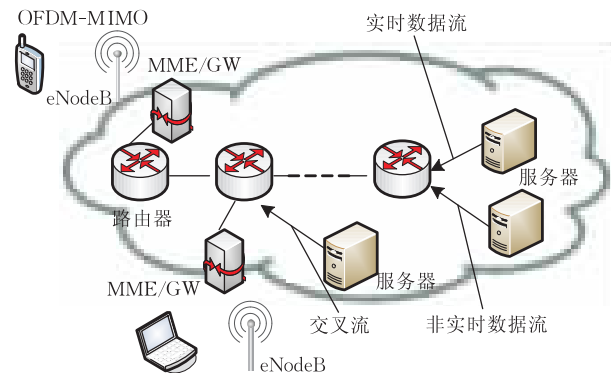 OFDM-MIMO
实时数据流
MME/GW
eNodeB
服务器
路由器
MME/GW
服务器
交叉流
非实时数据流
eNodeB